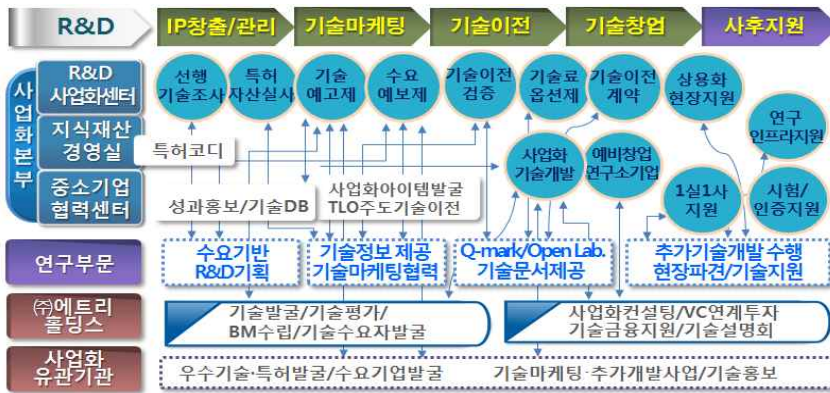 R&D
IP창출/관리
기술마케팅
기술이전
기술창업
사후지원
사업화본부
R&D
사업화센터
지식재산
경영실
중소기업
협력센터
선행
기술조사
특허
자산실사
기술
예고제
수요
예보제
기술이전
검증
기술료
옵션제
기술이전
계약
상용화
현장지원
연구
인프라지원
특허코디
사업화
기술개발
예비창업
연구소기업
1실1사
지원
시험/
인증지원
성과홍보/기술DB
사업화아이템발굴
TLO주도기술이전
연구부문
수요기반
R&D기획
기술정보 제공
기술마케팅협력
Q-mark/Open Lab.
기술문서제공
추가기술개발 수행
현장파견/기술지원
㈜에트리
홀딩스
기술발굴/기술평가/
BM수립/기술수요자발굴
사업화컨설팅/VC연계투자
기술금융지원/기술설명회
사업화
유관기관
우수기술·특허발굴/수요기업발굴
기술마케팅·추가개발사업/기술홍보